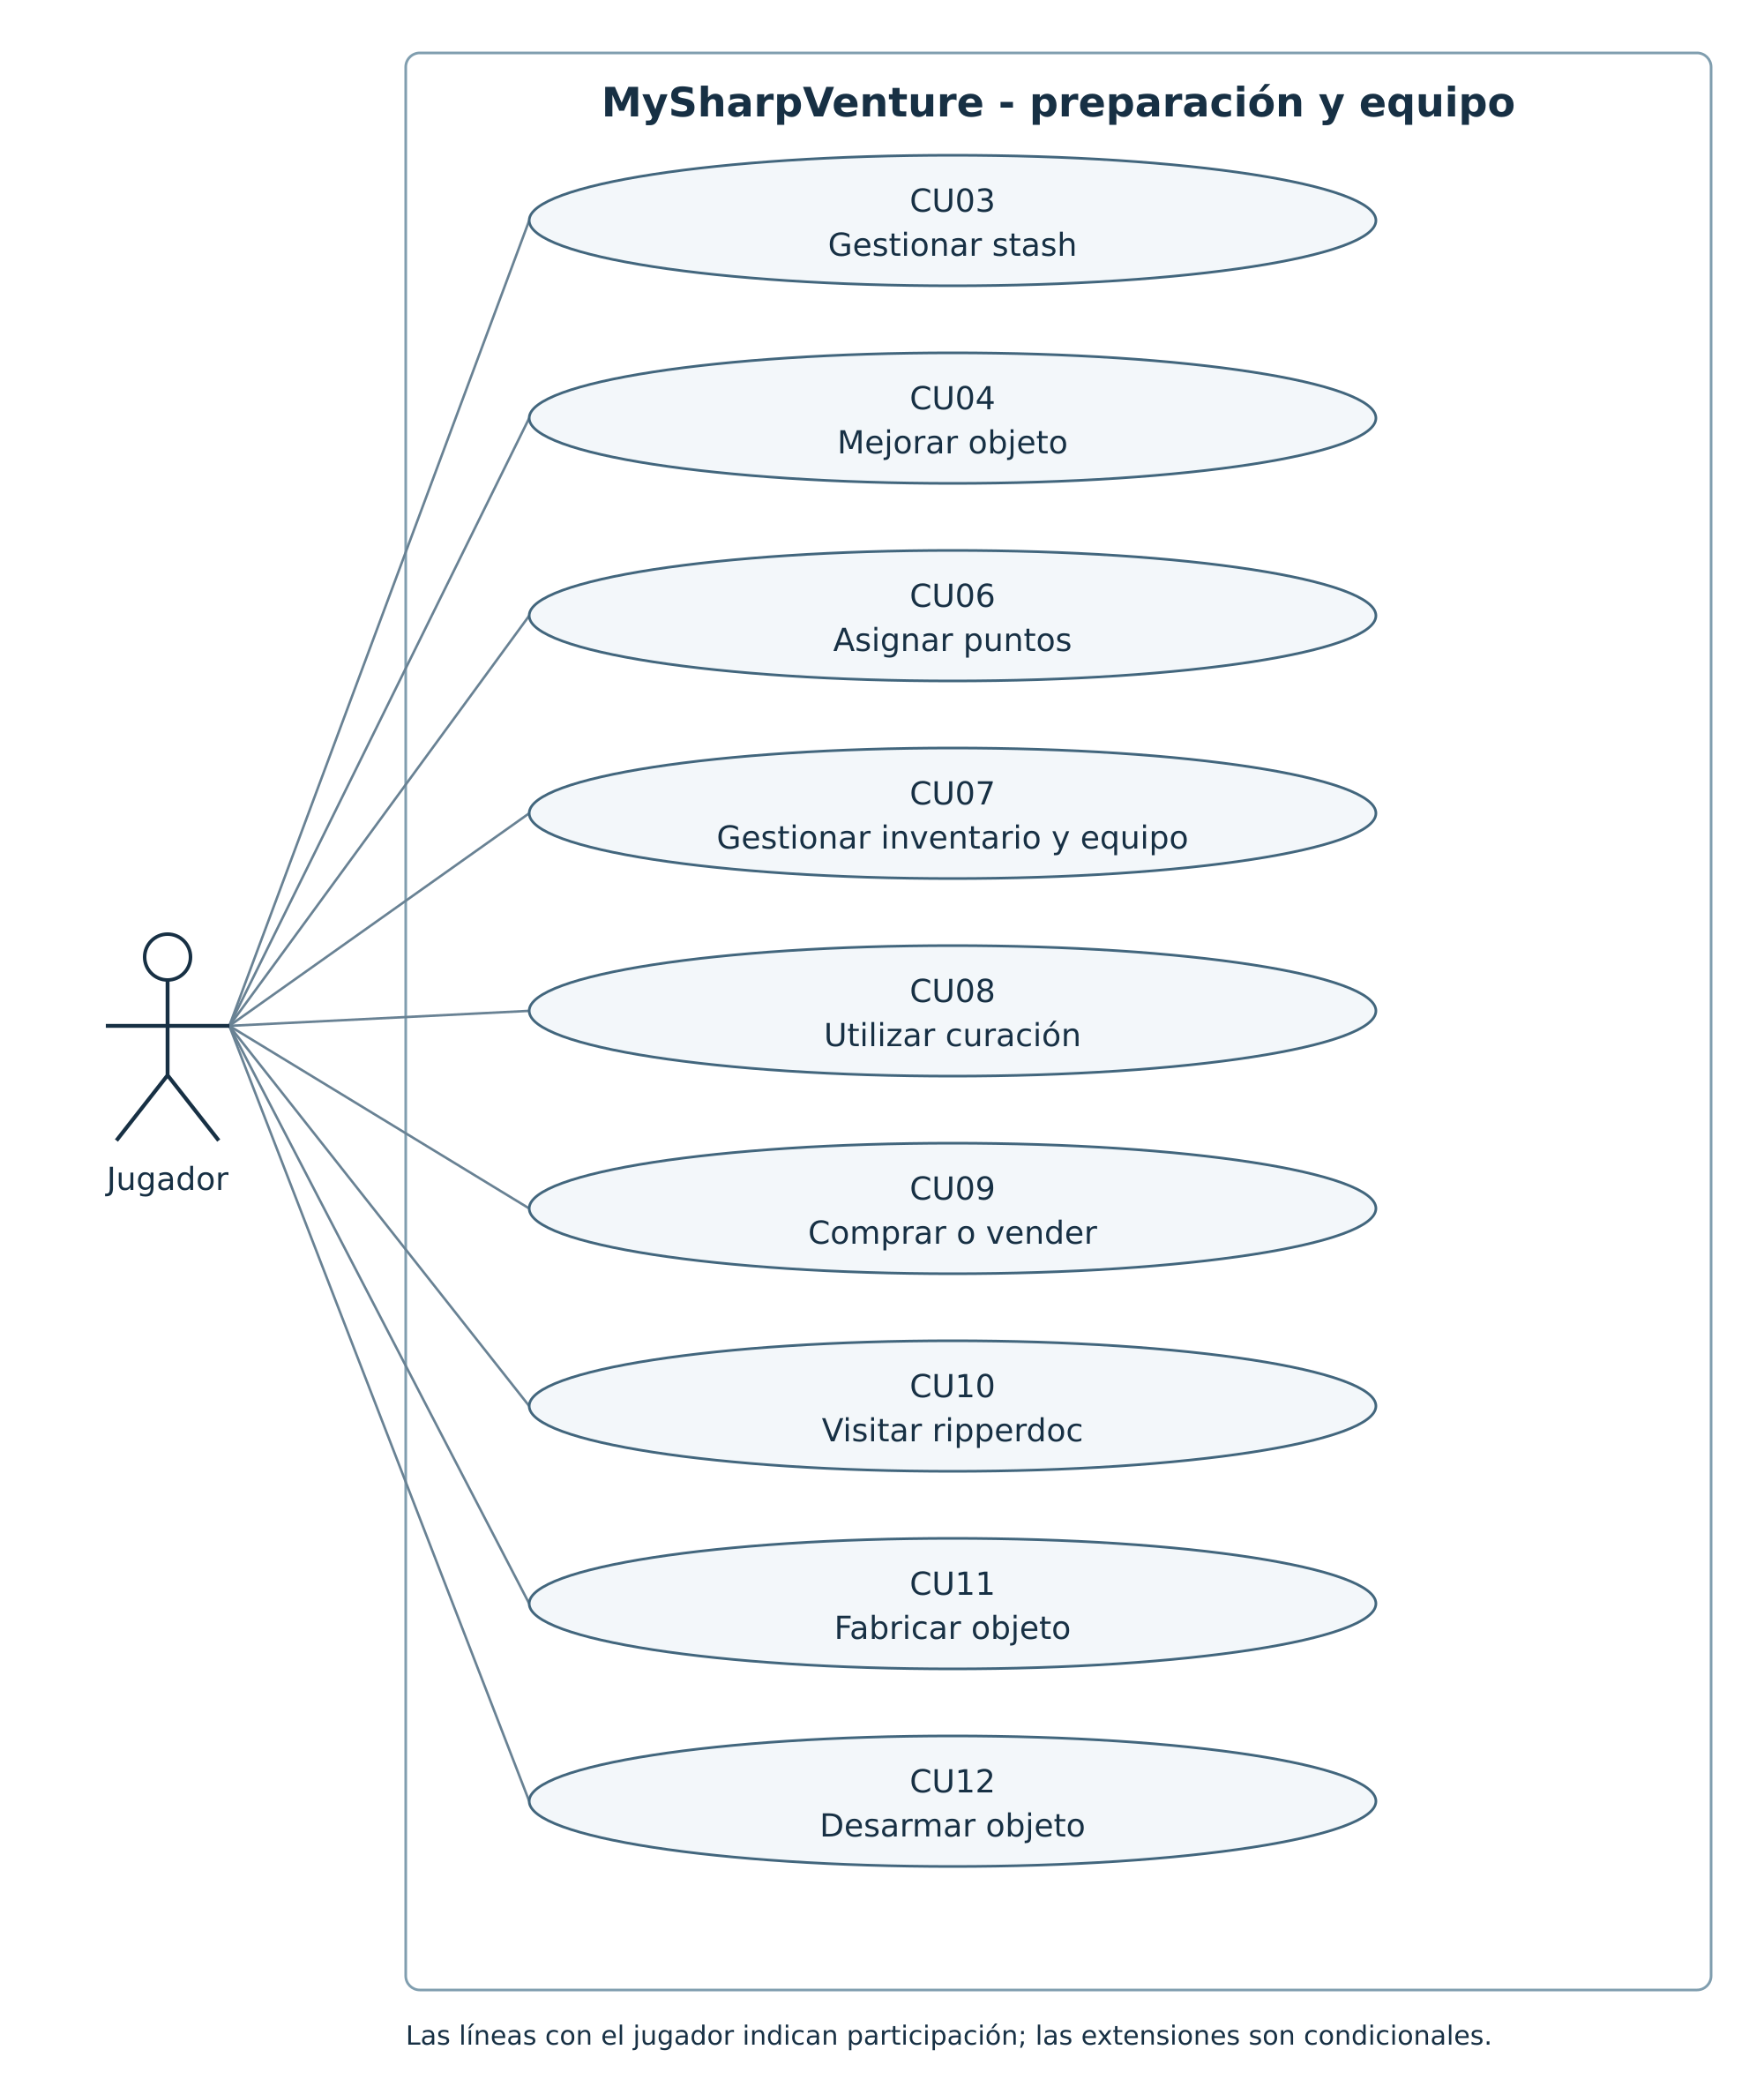 MySharpVenture - preparación y equipo
CU03
Gestionar stash
CU04
Mejorar objeto
CU06
Asignar puntos
CU07
Gestionar inventario y equipo
CU08
Utilizar curación
Jugador
CU09
Comprar o vender
CU10
Visitar ripperdoc
CU11
Fabricar objeto
CU12
Desarmar objeto
Las líneas con el jugador indican participación; las extensiones son condicionales.